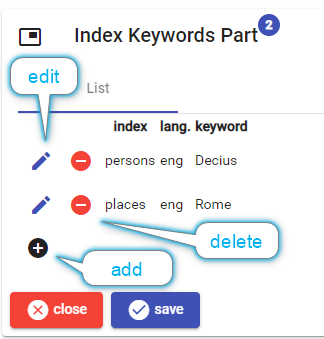 Index Keywords Part 2
edit
List
index lang. keyword
persons eng Decius
places eng Rome
delete
add
close save